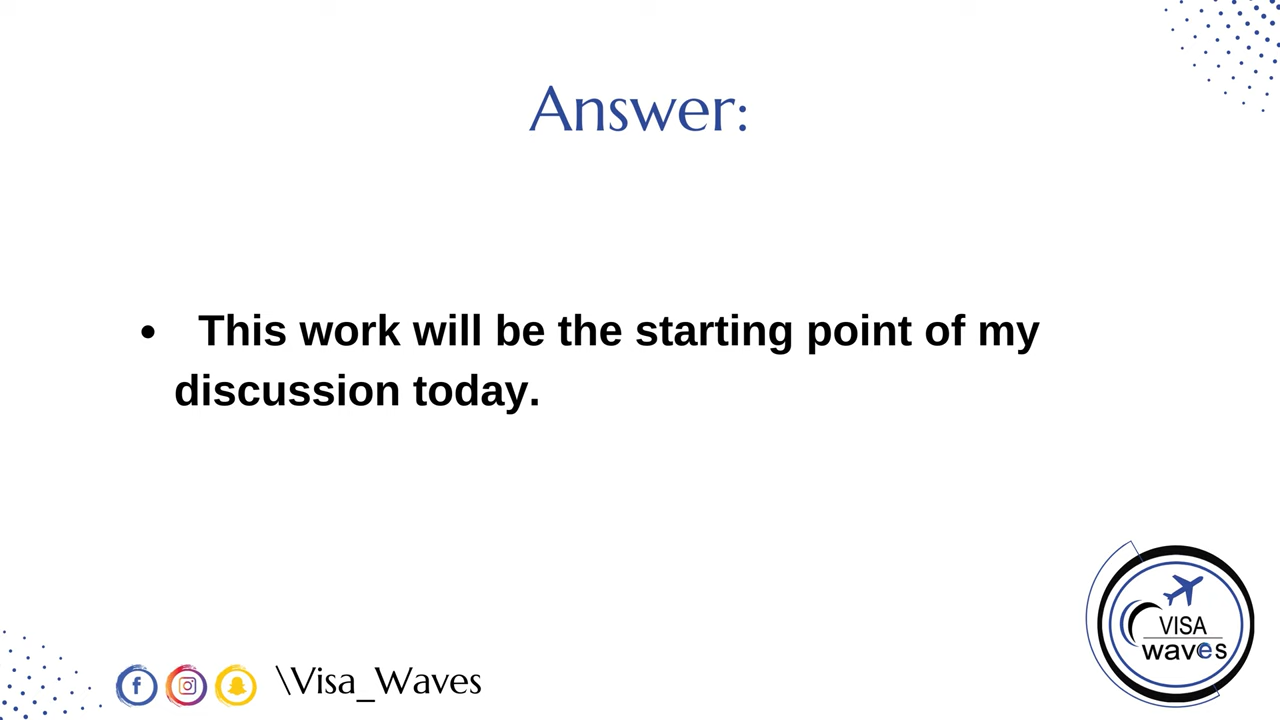 Answer:
• This work will be the starting point of my
discussion today.
VISA
waves
\Visa_Waves